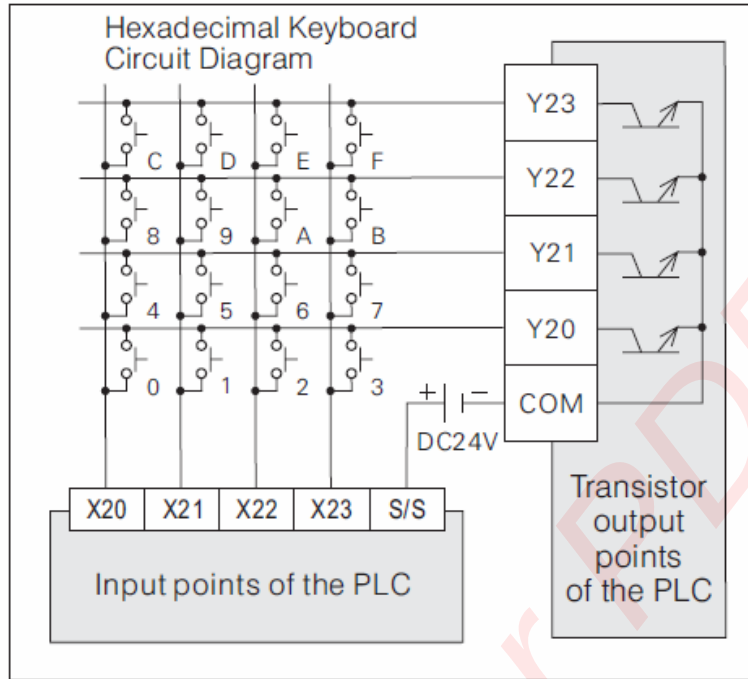 Hexadecimal Keyboard
Circuit Diagram
Y23
C D E F
Y22
8 9 A B
Y21
4 5 6 7
Y20
0 1 2 3
+ −
COM
DC24V
X20 X21 X22 X23 S/S
Input points of the PLC
Transistor
output
points
of the PLC
r PD